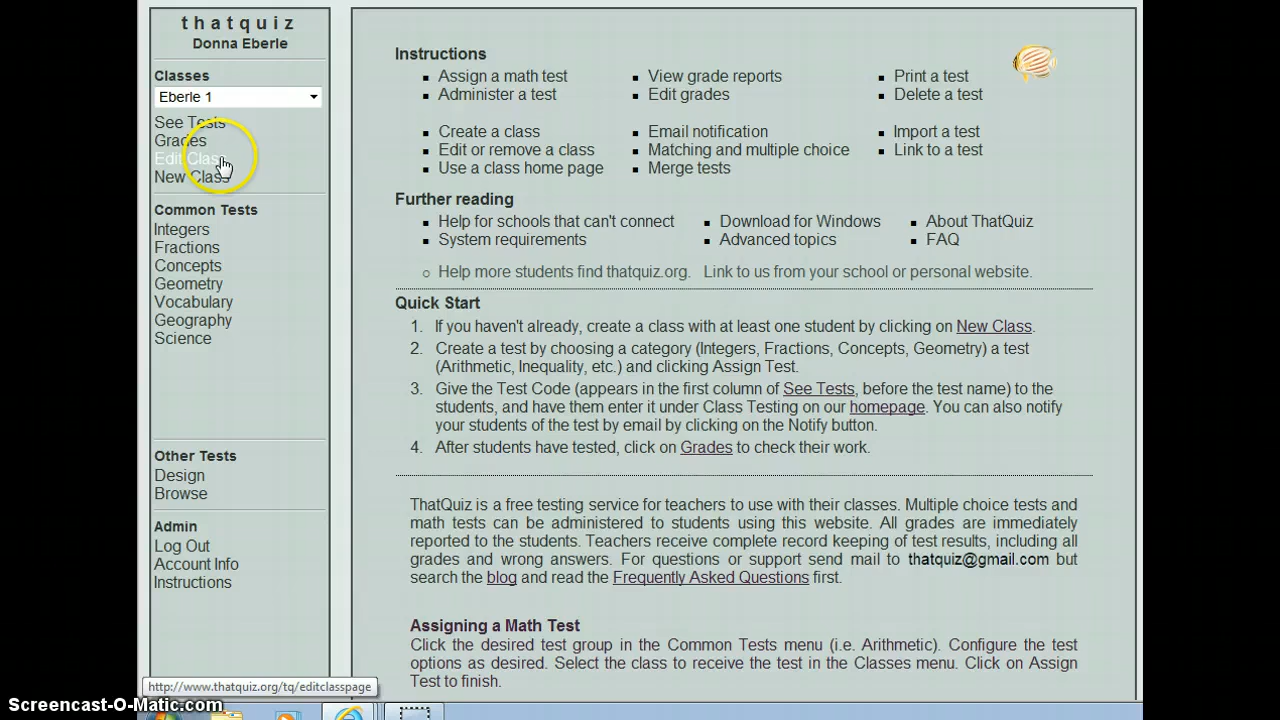 thatquiz
Donna Eberle
Classes
Eberle 1
See Tests
Grades
Edit Class
New Class
Common Tests
Integers
Fractions
Concepts
Geometry
Vocabulary
Geography
Science
Other Tests
Design
Browse
Admin
Log Out
Account Info
Instructions
Instructions
Assign a math test
Administer a test
View grade reports
Edit grades
Print a test
Delete a test
Create a class
Edit or remove a class
Use a class home page
Email notification
Matching and multiple choice
Merge tests
Import a test
Link to a test
Further reading
Help for schools that can't connect
System requirements
Download for Windows
Advanced topics
About ThatQuiz
FAQ
Help more students find thatquiz.org. Link to us from your school or personal website.
Quick Start
1. If you haven't already, create a class with at least one student by clicking on New Class.
2. Create a test by choosing a category (Integers, Fractions, Concepts, Geometry) a test
(Arithmetic, Inequality, etc.) and clicking Assign Test.
3. Give the Test Code (appears in the first column of See Tests, before the test name) to the
students, and have them enter it under Class Testing on our homepage. You can also notify
your students of the test by email by clicking on the Notify button.
4. After students have tested, click on Grades to check their work.
ThatQuiz is a free testing service for teachers to use with their classes. Multiple choice tests and
math tests can be administered to students using this website. All grades are immediately
reported to the students. Teachers receive complete record keeping of test results, including all
grades and wrong answers. For questions or support send mail to thatquiz@gmail.com but
search the blog and read the Frequently Asked Questions first.
Assigning a Math Test
Click the desired test group in the Common Tests menu (i.e. Arithmetic). Configure the test
options as desired. Select the class to receive the test in the Classes menu. Click on Assign
Test to finish.
http://www.thatquiz.org/tq/editclasspage
Screencast-O-Matic.com